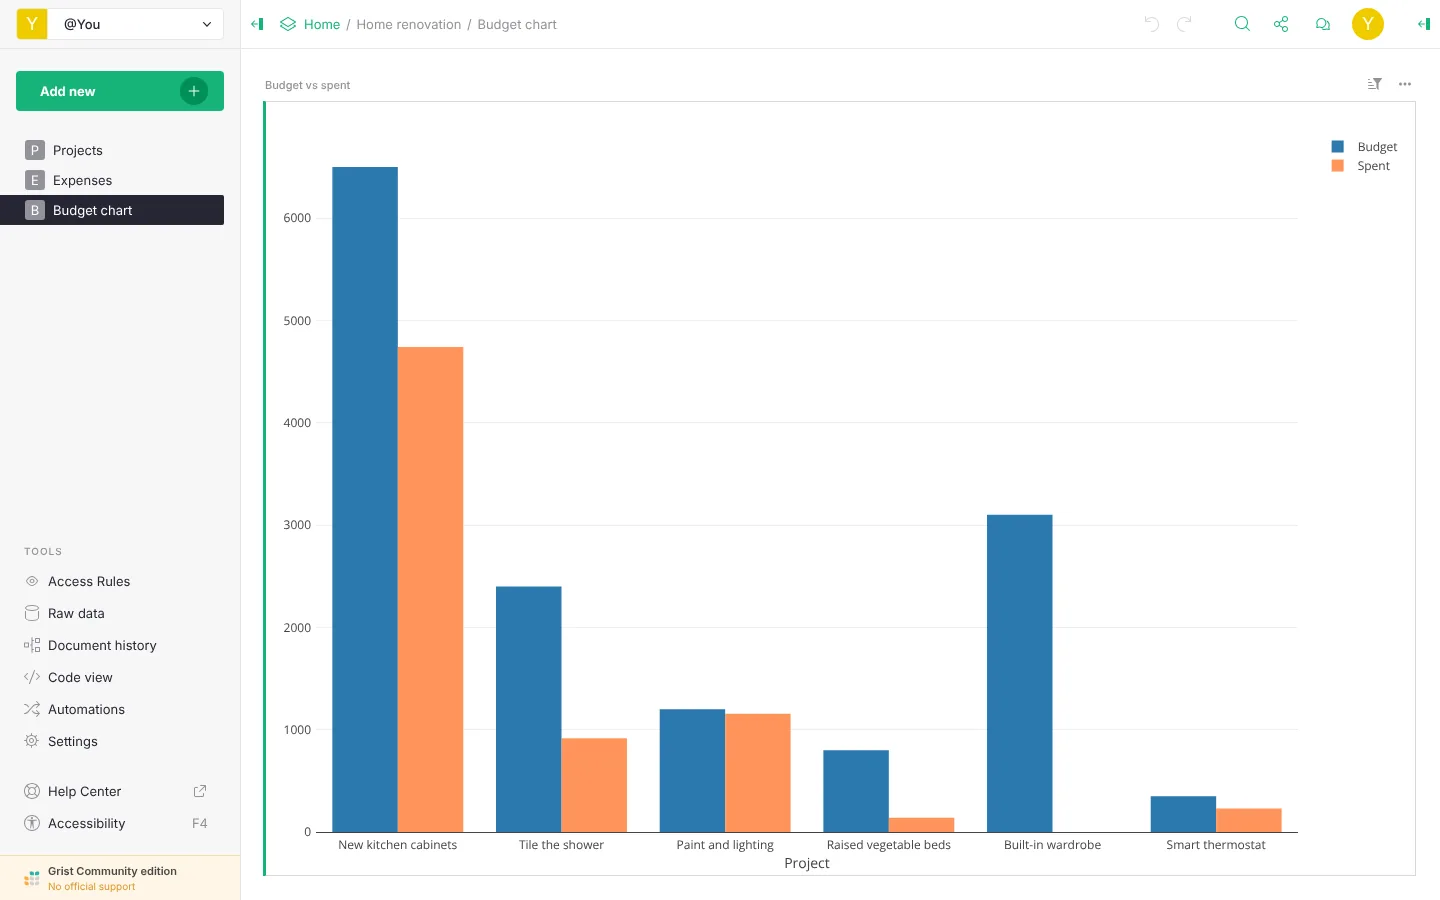 Y @You
Home / Home renovation / Budget chart
Y
Add new
P Projects
E Expenses
B Budget chart
TOOLS
Access Rules
Raw data
Document history
Code view
Automations
Settings
Help Center
Accessibility F4
Grist Community edition
No official support
Budget vs spent
Budget
Spent
6000
5000
4000
3000
2000
1000
0
New kitchen cabinets Tile the shower Paint and lighting Raised vegetable beds Built-in wardrobe Smart thermostat
Project